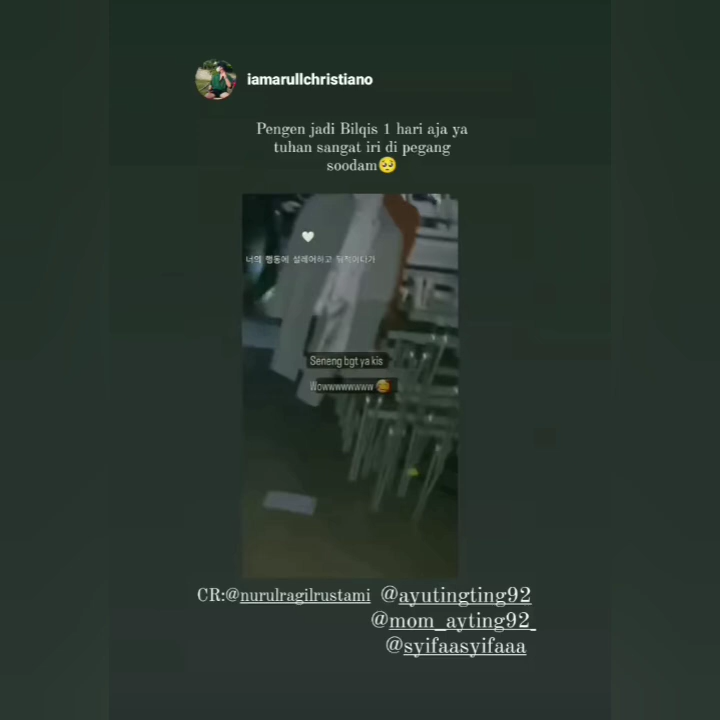 iamarullchristiano
Pengen jadi Bilqis 1 hari aja ya
tuhan sangat iri di pegang
soodam🥺
너의 행동에 설레어하고 뒤척이다가
Seneng bgt ya kis
Wowwwwwwww
CR:@nurulragilrustami @ayutingting92
@mom_ayting92_
@syifaasyifaaa